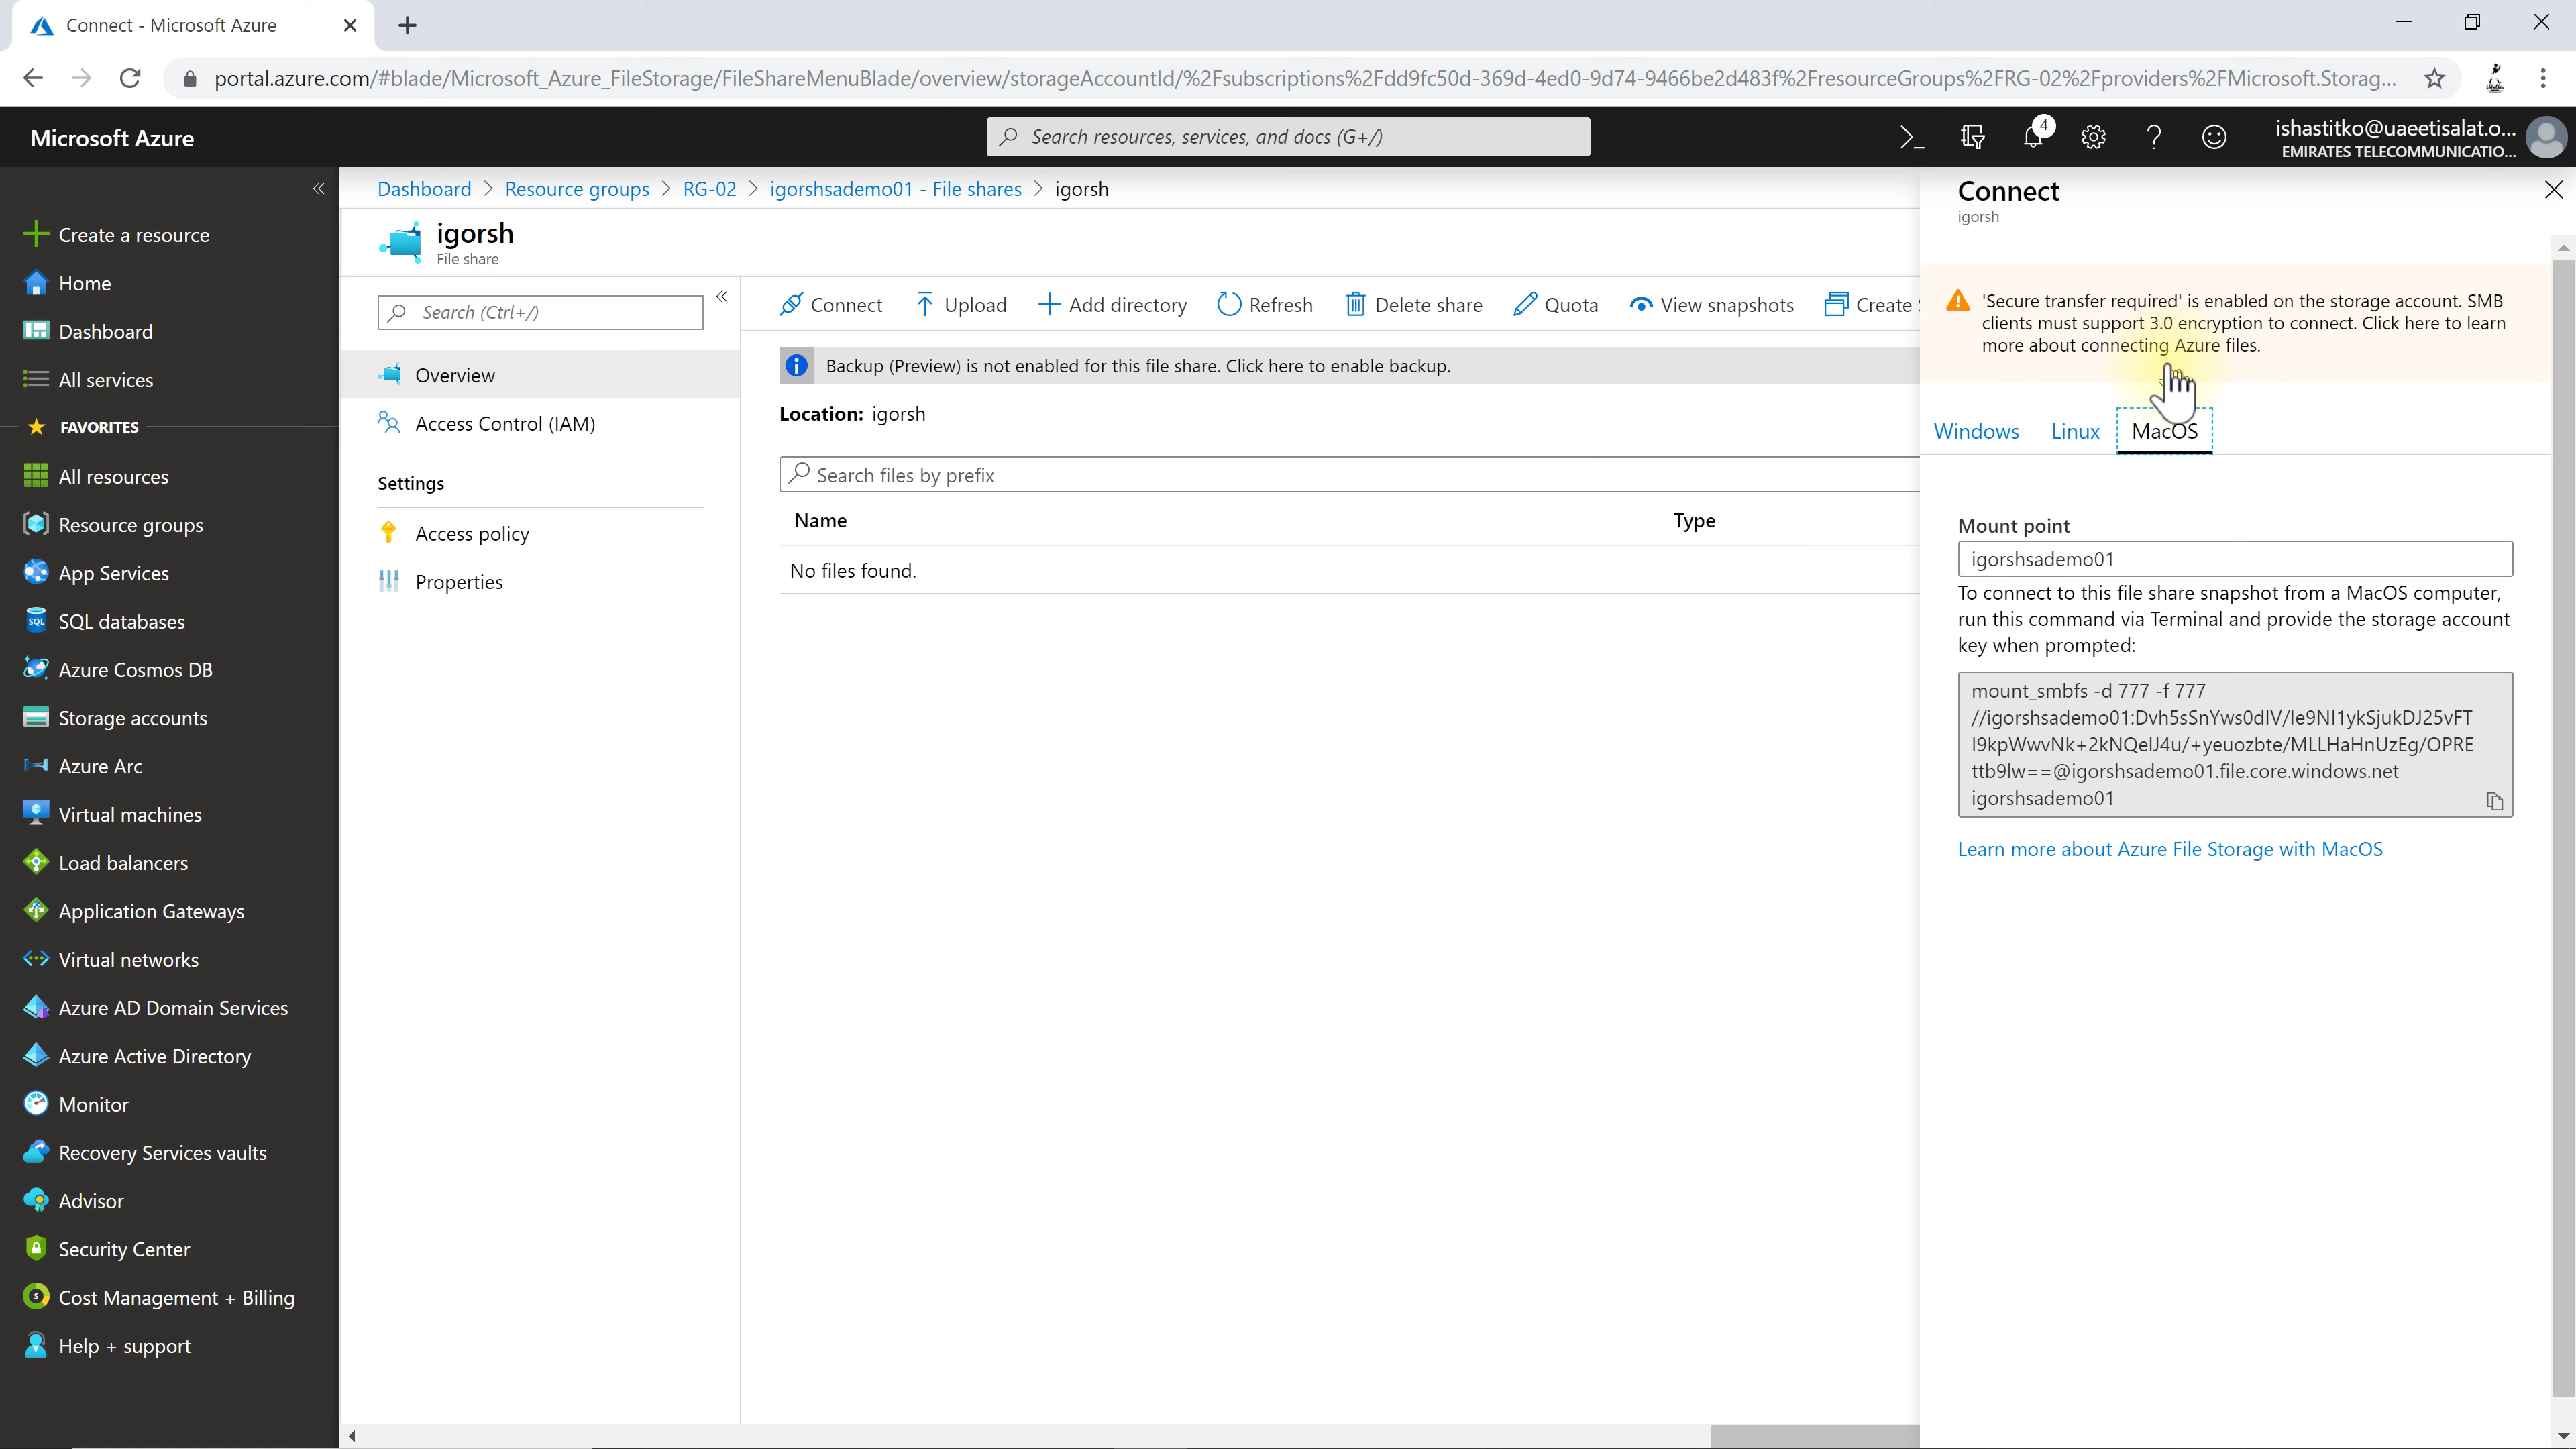 Connect - Microsoft Azure
portal.azure.com/#blade/Microsoft_Azure_FileStorage/FileShareMenuBlade/overview/storageAccountId/%2Fsubscriptions%2Fdd9fc50d-369d-4ed0-9d74-9466be2d483f%2FresourceGroups%2FRG-02%2Fproviders%2FMicrosoft.Storag...
Microsoft Azure
Search resources, services, and docs (G+/)
4
ishastitko@uaeetisalat.o...
EMIRATES TELECOMMUNICATIO...
Create a resource
Home
Dashboard
All services
FAVORITES
All resources
Resource groups
App Services
SQL databases
Azure Cosmos DB
Storage accounts
Azure Arc
Virtual machines
Load balancers
Application Gateways
Virtual networks
Azure AD Domain Services
Azure Active Directory
Monitor
Recovery Services vaults
Advisor
Security Center
Cost Management + Billing
Help + support
Dashboard > Resource groups > RG-02 > igorshsademo01 - File shares > igorsh
igorsh
File share
Search (Ctrl+/)
Overview
Access Control (IAM)
Settings
Access policy
Properties
Connect Upload Add directory Refresh Delete share Quota View snapshots Create
Backup (Preview) is not enabled for this file share. Click here to enable backup.
Location: igorsh
Search files by prefix
Name Type
No files found.
Connect
igorsh
'Secure transfer required' is enabled on the storage account. SMB
clients must support 3.0 encryption to connect. Click here to learn
more about connecting Azure files.
Windows Linux MacOS
Mount point
igorshsademo01
To connect to this file share snapshot from a MacOS computer,
run this command via Terminal and provide the storage account
key when prompted:
mount_smbfs -d 777 -f 777
//igorshsademo01:Dvh5sSnYws0dIV/Ie9NI1ykSjukDJ25vFT
I9kpWwvNk+2kNQelJ4u/+yeuozbte/MLLHaHnUzEg/OPRE
ttb9lw==@igorshsademo01.file.core.windows.net
igorshsademo01
Learn more about Azure File Storage with MacOS